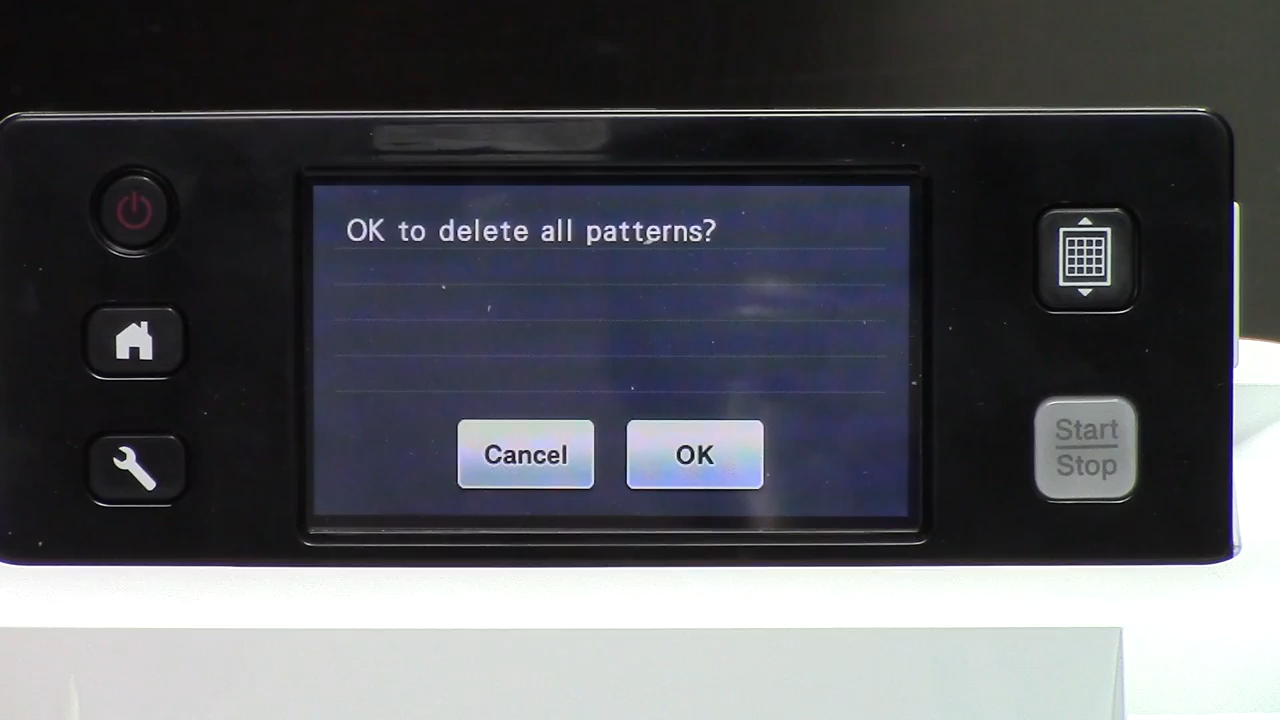 OK to delete all patterns?
Cancel
OK
Start
Stop